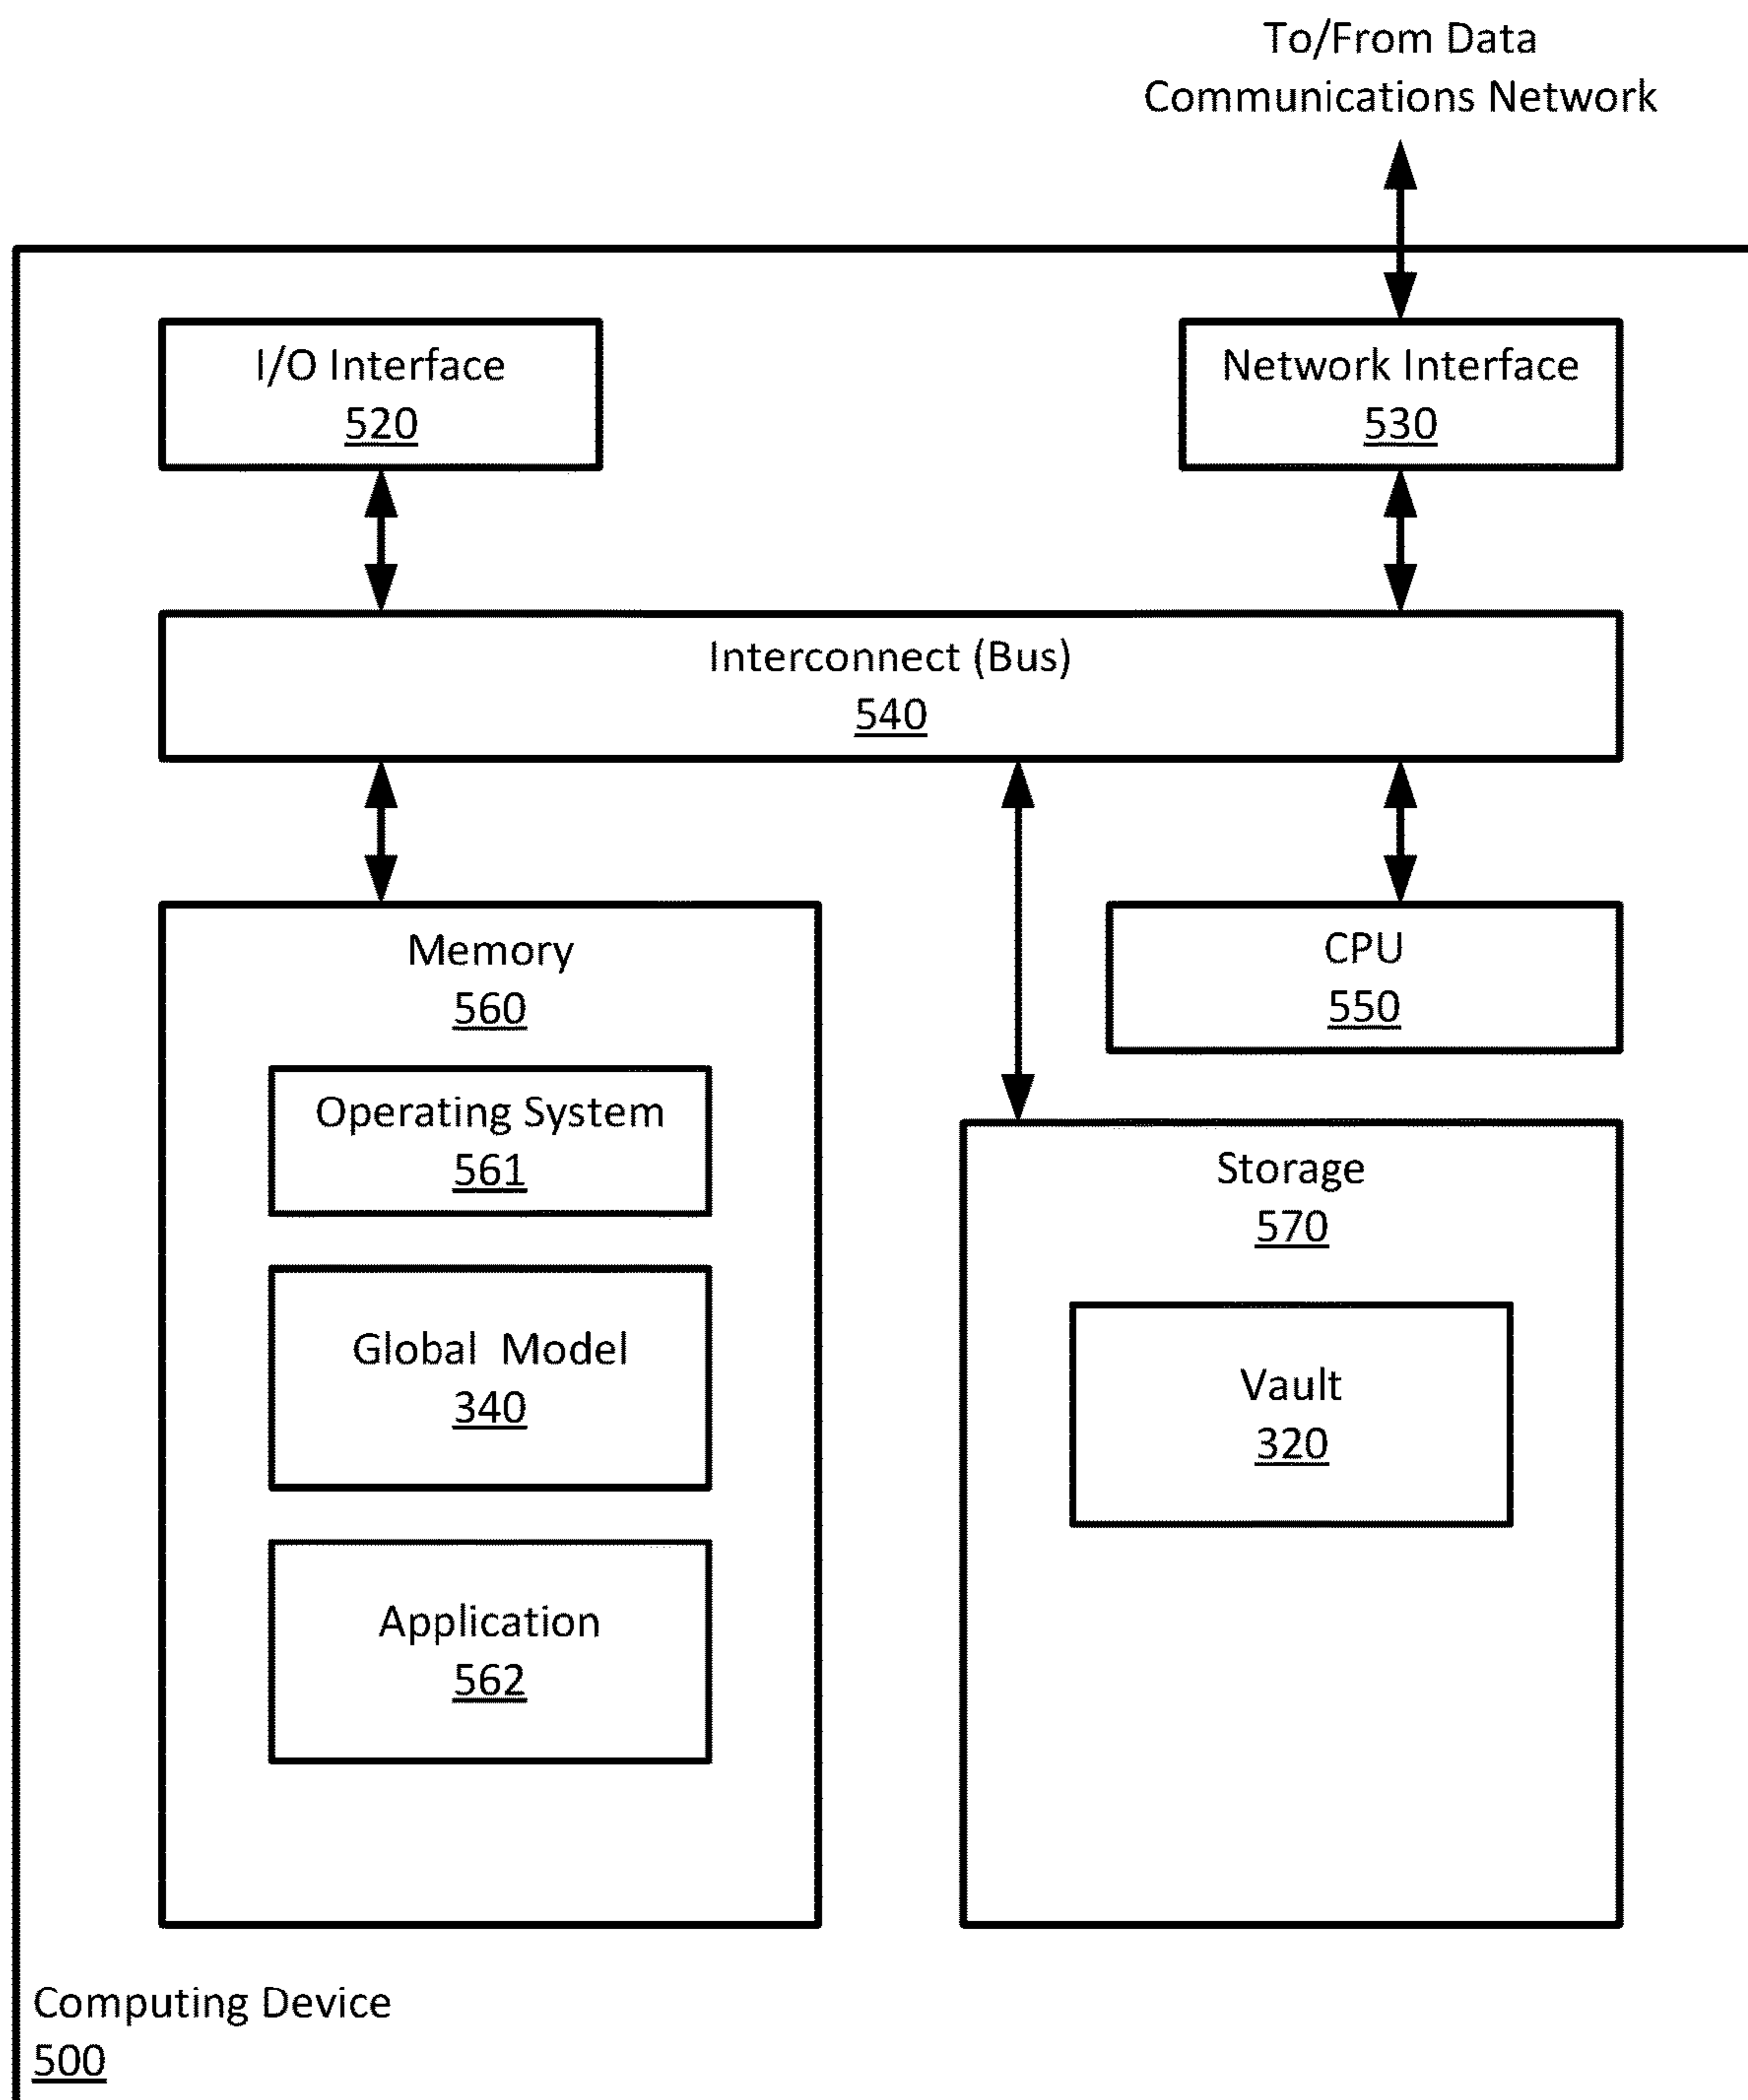 To/From Data
Communications Network
I/O Interface
520
Network Interface
530
Interconnect (Bus)
540
Memory
560
Operating System
561
Global Model
340
Application
562
CPU
550
Storage
570
Vault
320
Computing Device
500